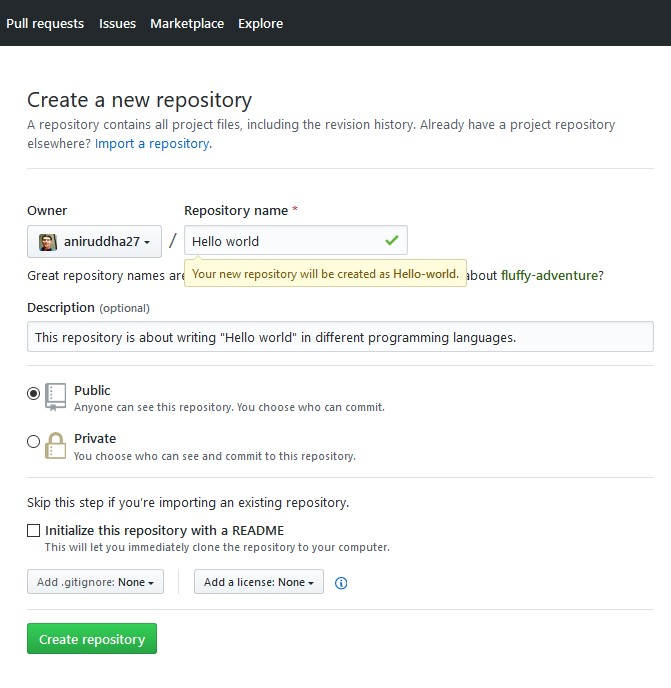 Pull requests Issues Marketplace Explore
Create a new repository
A repository contains all project files, including the revision history. Already have a project repository
elsewhere? Import a repository.
Owner Repository name *
aniruddha27 / Hello world
Your new repository will be created as Hello-world.
Great repository names are about fluffy-adventure?
Description (optional)
This repository is about writing "Hello world" in different programming languages.
Public
Anyone can see this repository. You choose who can commit.
Private
You choose who can see and commit to this repository.
Skip this step if you're importing an existing repository.
Initialize this repository with a README
This will let you immediately clone the repository to your computer.
Add .gitignore: None Add a license: None
Create repository